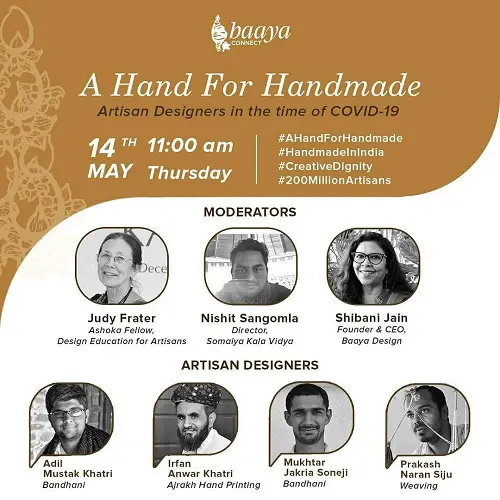 baaya
CONNECT
A Hand For Handmade
Artisan Designers in the time of COVID-19
14TH MAY
11:00 am
Thursday
#AHandForHandmade
#HandmadeInIndia
#CreativeDIgnity
#200MillionArtisans
MODERATORS
Judy Frater
Ashoka Fellow,
Design Education for Artisans
Nishit Sangomla
Director,
Somaiya Kala Vidya
Shibani Jain
Founder & CEO,
Baaya Design
ARTISAN DESIGNERS
Adil
Mustak Khatri
Bandhani
Irfan
Anwar Khatri
Ajrakh Hand Printing
Mukhtar
Jakria Soneji
Bandhani
Prakash
Naran Siju
Weaving